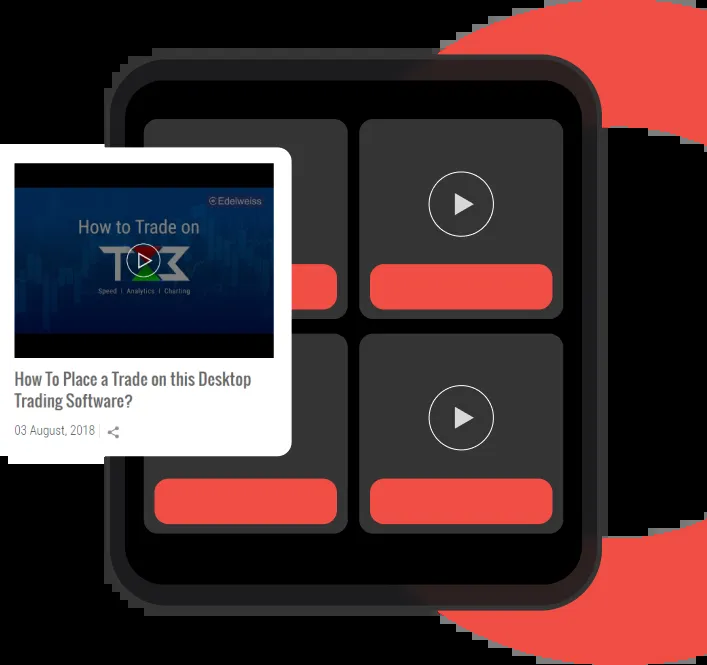 Edelweiss
How to Trade on
TX3
Speed | Analytics | Charting
How To Place a Trade on this Desktop
Trading Software?
03 August, 2018